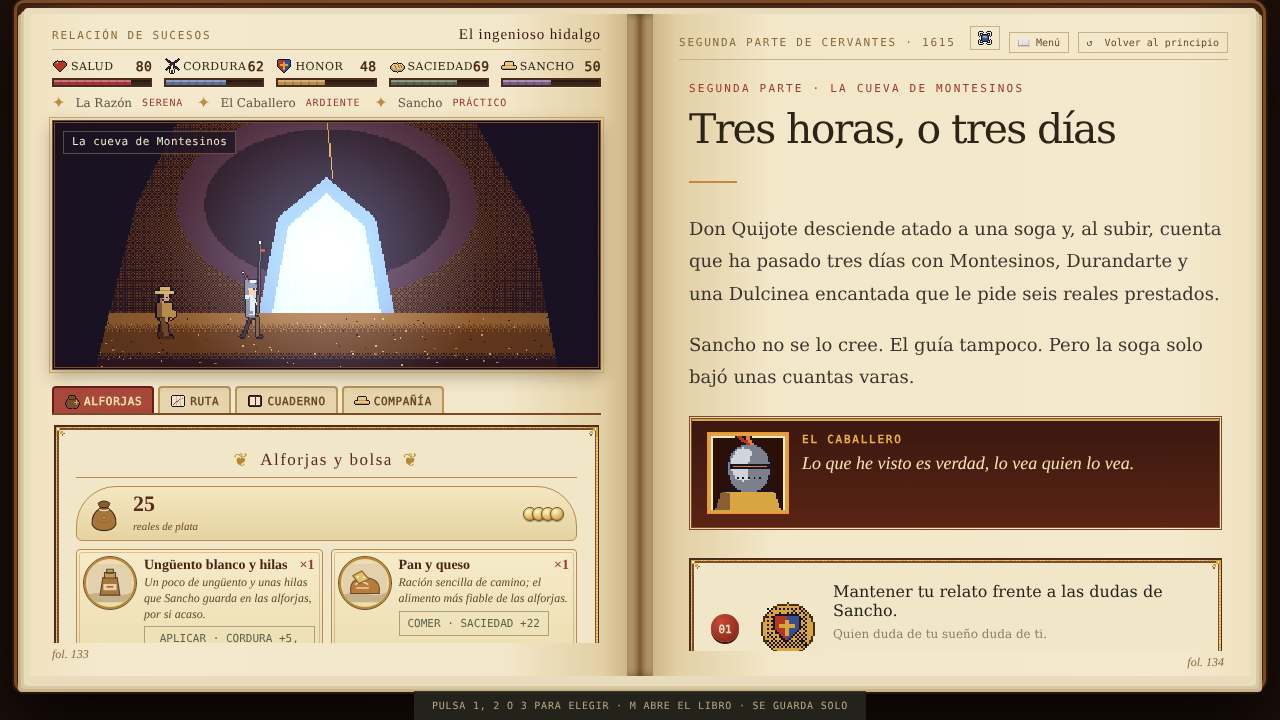 RELACIÓN DE SUCESOS
El ingenioso hidalgo
SALUD 80
CORDURA 62
HONOR 48
SACIEDAD 69
SANCHO 50
La Razón SERENA
El Caballero ARDIENTE
Sancho PRÁCTICO
La cueva de Montesinos
ALFORJAS
RUTA
CUADERNO
COMPAÑÍA
Alforjas y bolsa
25
reales de plata
Ungüento blanco y hilas ×1
Un poco de ungüento y unas hilas
que Sancho guarda en las alforjas,
por si acaso.
APLICAR · CORDURA +5,
Pan y queso ×1
Ración sencilla de camino; el
alimento más fiable de las alforjas.
COMER · SACIEDAD +22
fol. 133
SEGUNDA PARTE DE CERVANTES · 1615
Menú
↺ Volver al principio
SEGUNDA PARTE · LA CUEVA DE MONTESINOS
Tres horas, o tres días
Don Quijote desciende atado a una soga y, al subir, cuenta
que ha pasado tres días con Montesinos, Durandarte y
una Dulcinea encantada que le pide seis reales prestados.
Sancho no se lo cree. El guía tampoco. Pero la soga solo
bajó unas cuantas varas.
EL CABALLERO
Lo que he visto es verdad, lo vea quien lo vea.
01
Mantener tu relato frente a las dudas de
Sancho.
Quien duda de tu sueño duda de ti.
fol. 134
PULSA 1, 2 O 3 PARA ELEGIR · M ABRE EL LIBRO · SE GUARDA SOLO